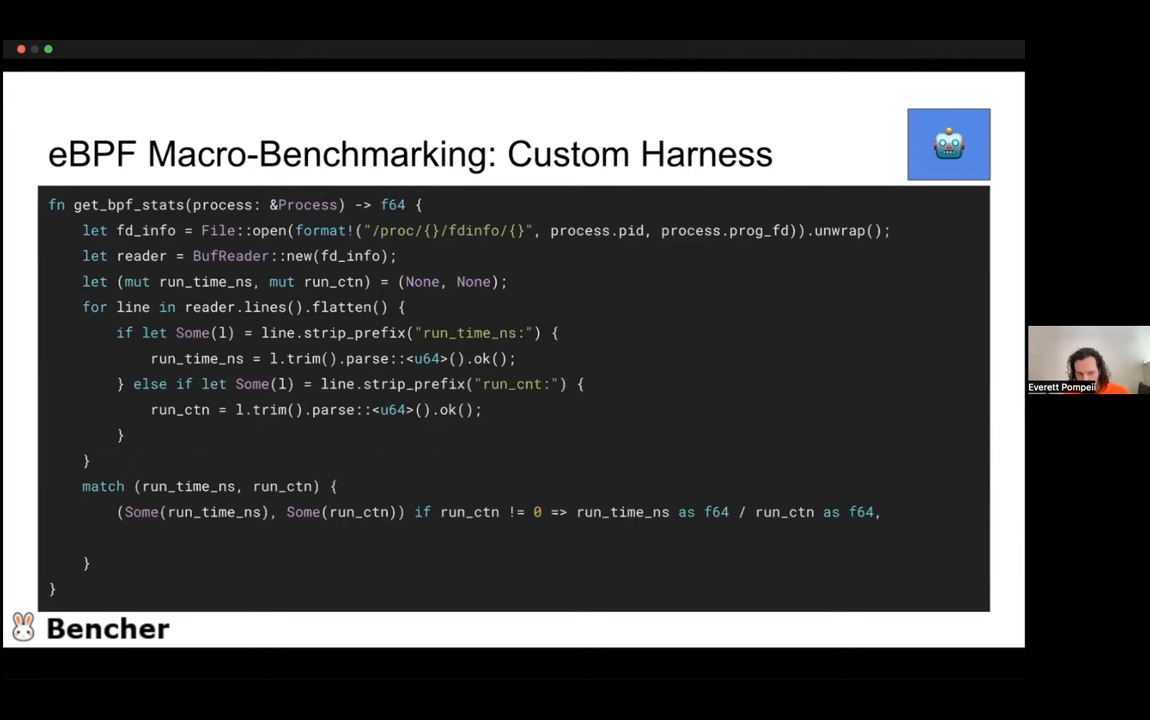 eBPF Macro-Benchmarking: Custom Harness
fn get_bpf_stats(process: &Process) -> f64 {
let fd_info = File::open(format!("/proc/{}/fdinfo/{}", process.pid, process.prog_fd)).unwrap();
let reader = BufReader::new(fd_info);
let (mut run_time_ns, mut run_ctn) = (None, None);
for line in reader.lines().flatten() {
if let Some(l) = line.strip_prefix("run_time_ns:") {
run_time_ns = l.trim().parse::<u64>().ok();
} else if let Some(l) = line.strip_prefix("run_cnt:") {
run_ctn = l.trim().parse::<u64>().ok();
}
}
match (run_time_ns, run_ctn) {
(Some(run_time_ns), Some(run_ctn)) if run_ctn != 0 => run_time_ns as f64 / run_ctn as f64,
}
}
Bencher
Everett Pompeii